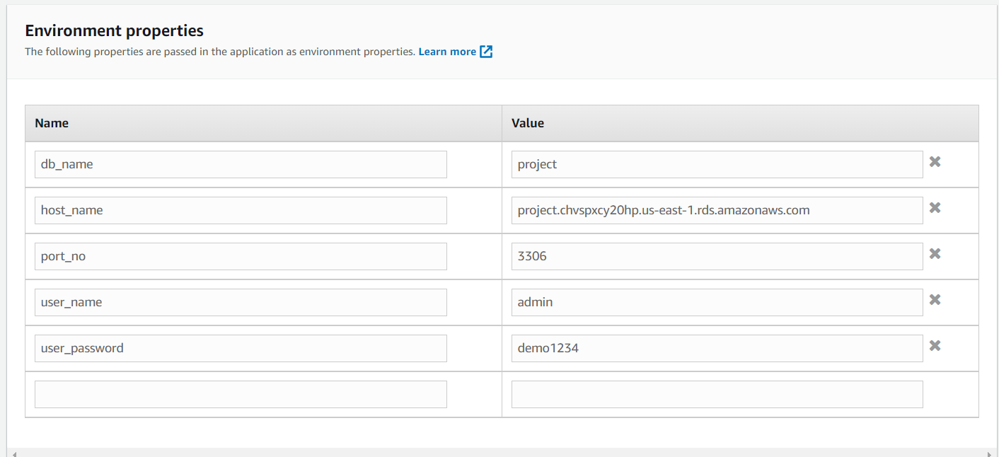 Environment properties
The following properties are passed in the application as environment properties. Learn more
Name Value
db_name project
host_name project.chvspxcy20hp.us-east-1.rds.amazonaws.com
port_no 3306
user_name admin
user_password demo1234